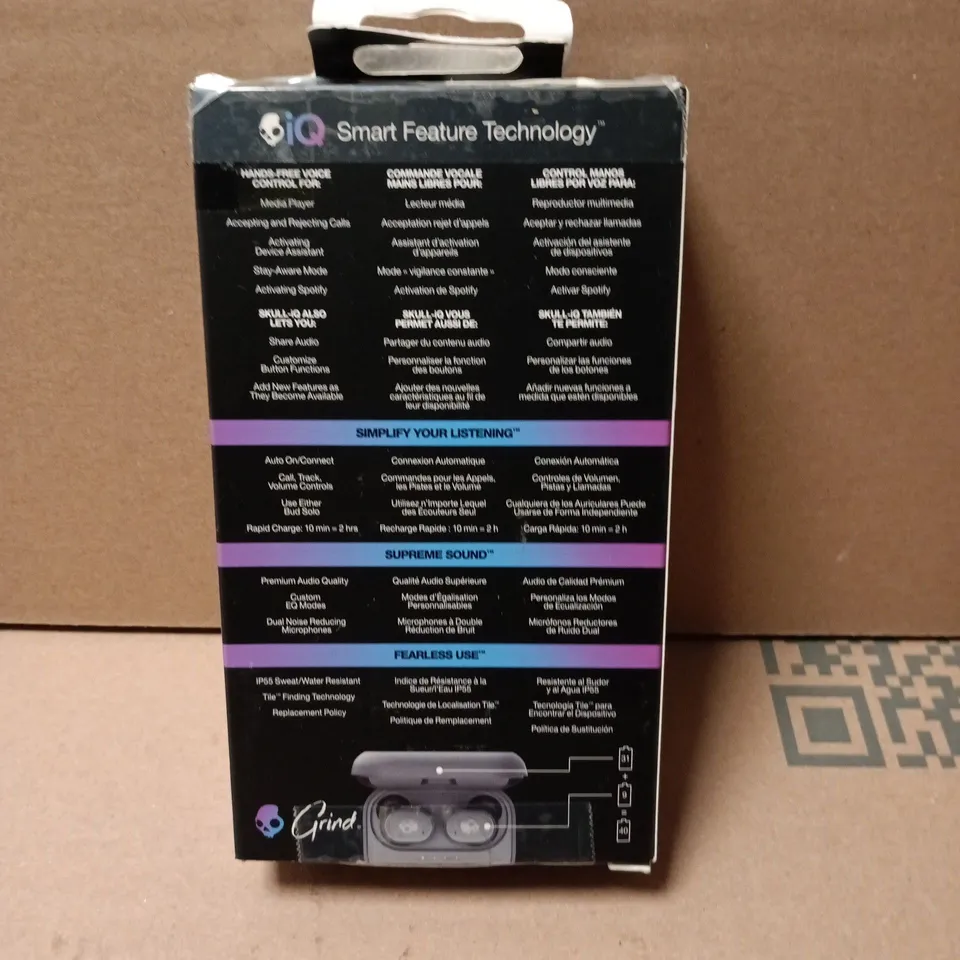 iQ Smart Feature Technology™
HANDS-FREE VOICE
CONTROL FOR:
Media Player
Accepting and Rejecting Calls
Activating
Device Assistant
Stay-Aware Mode
Activating Spotify
SKULL-iQ ALSO
LETS YOU:
Share Audio
Customize
Button Functions
Add New Features as
They Become Available
COMMANDE VOCALE
MAINS LIBRES POUR:
Lecteur média
Acceptation rejet d'appels
Assistant d'activation
d'appareils
Mode « vigilance constante »
Activation de Spotify
SKULL-iQ VOUS
PERMET AUSSI DE:
Partager du contenu audio
Personnaliser la fonction
des boutons
Ajouter des nouvelles
caractéristiques au fil de
leur disponibilité
CONTROL MANOS
LIBRES POR VOZ PARA:
Reproductor multimedia
Aceptar y rechazar llamadas
Activación del asistente
de dispositivos
Modo consciente
Activar Spotify
SKULL-iQ TAMBIÉN
TE PERMITE:
Compartir audio
Personalizar las funciones
de los botones
Añadir nuevas funciones a
medida que estén disponibles
SIMPLIFY YOUR LISTENING™
Auto On/Connect
Call, Track,
Volume Controls
Use Either
Bud Solo
Rapid Charge: 10 min = 2 hrs
Connexion Automatique
Commandes pour les Appels,
les Pistes et le Volume
Utilisez n'Importe Lequel
des Écouteurs Seul
Recharge Rapide : 10 min = 2 h
Conexión Automática
Controles de Volumen,
Pistas y Llamadas
Cualquiera de los Auriculares Puede
Usarse de Forma Independiente
Carga Rápida: 10 min = 2 h
SUPREME SOUND™
Premium Audio Quality
Custom
EQ Modes
Dual Noise Reducing
Microphones
Qualité Audio Supérieure
Modes d'Égalisation
Personnalisables
Microphones à Double
Réduction de Bruit
Audio de Calidad Prémium
Personaliza los Modos
de Ecualización
Micrófonos Reductores
de Ruido Dual
FEARLESS USE™
IP55 Sweat/Water Resistant
Tile™ Finding Technology
Replacement Policy
Indice de Résistance à la
Sueur/l'Eau IP55
Technologie de Localisation Tile™
Politique de Remplacement
Resistente al Sudor
y al Agua IP55
Tecnología Tile™ para
Encontrar el Dispositivo
Política de Sustitución
31
+
9
=
40
Grind